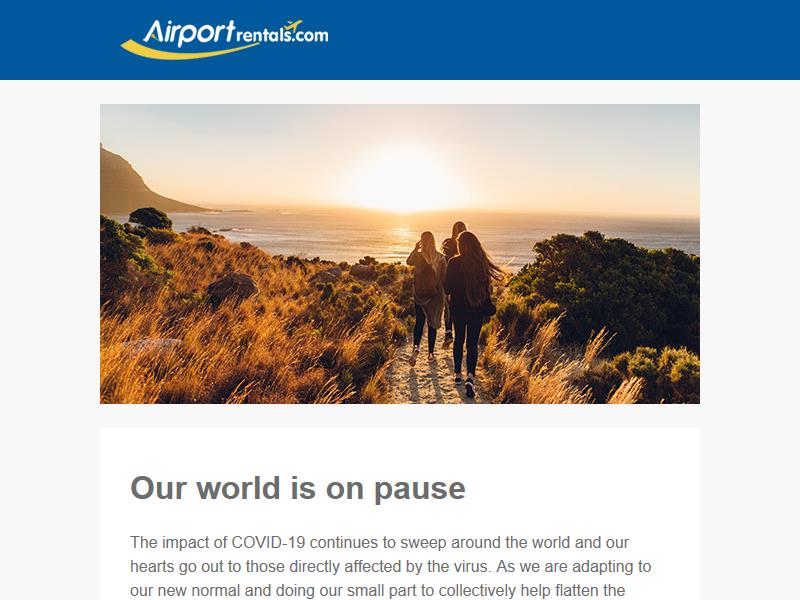 Airportrentals.com
Our world is on pause
The impact of COVID-19 continues to sweep around the world and our
hearts go out to those directly affected by the virus. As we are adapting to
our new normal and doing our small part to collectively help flatten the